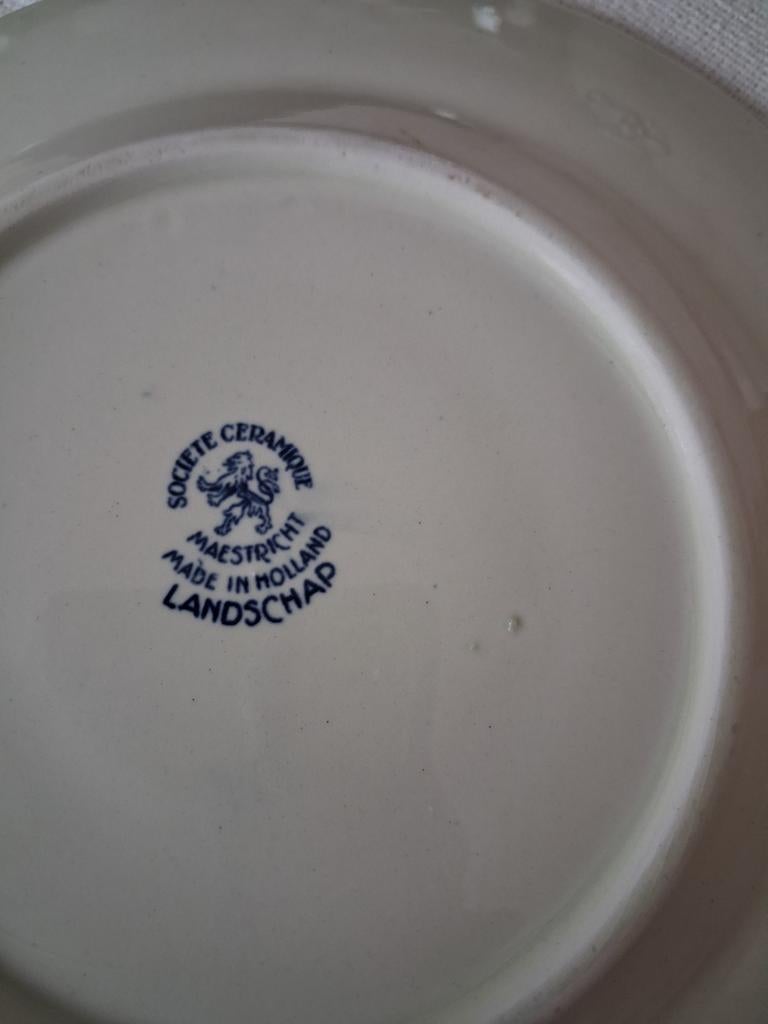 SOCIETE CERAMIQUE
MAESTRICHT
MADE IN HOLLAND
LANDSCHAP